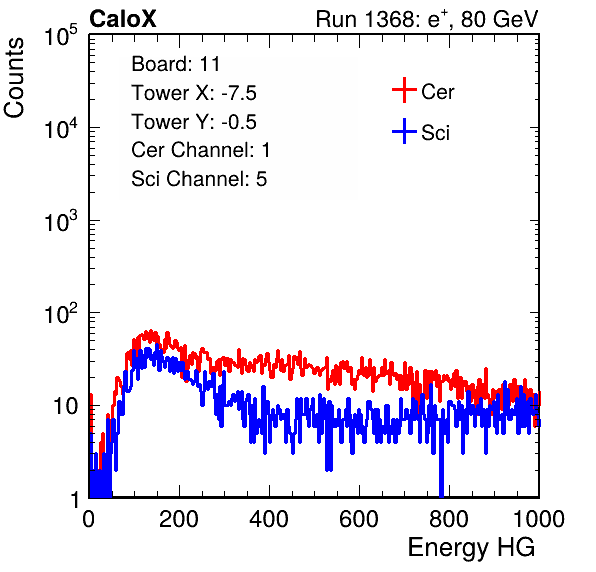 CaloX Run 1368: e⁺, 80 GeV
Counts
Board: 11
Tower X: -7.5
Tower Y: -0.5
Cer Channel: 1
Sci Channel: 5
Cer
Sci
10⁵
10⁴
10³
10²
10
1
0 200 400 600 800 1000
Energy HG